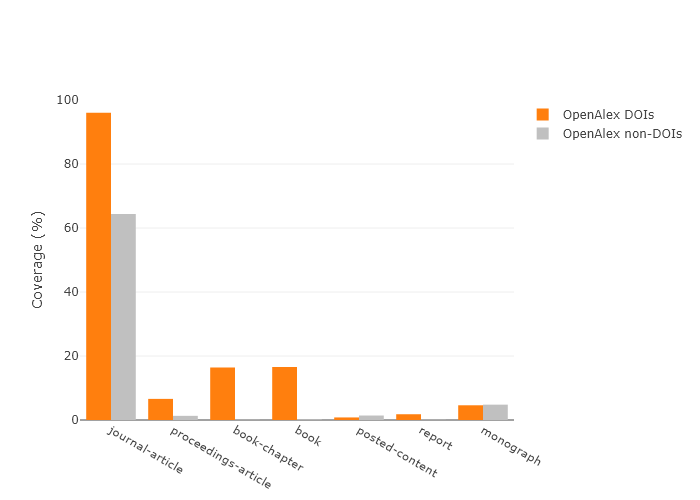 100
80
60
40
20
0
Coverage (%)
journal-article
proceedings-article
book-chapter
book
posted-content
report
monograph
OpenAlex DOIs
OpenAlex non-DOIs